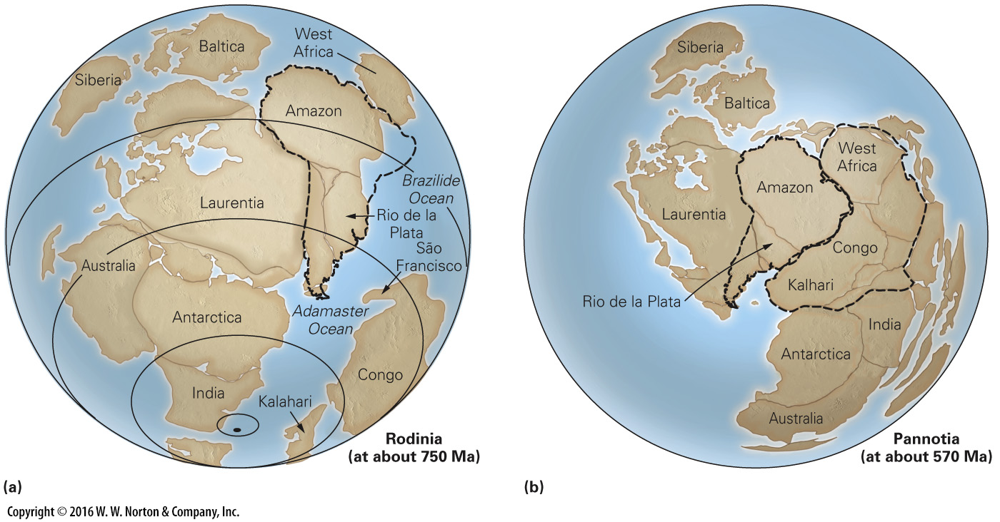 Baltica
West
Africa
Siberia
Amazon
Brazilide
Ocean
Laurentia
Rio de la
Plata
São
Francisco
Australia
Adamaster
Ocean
Antarctica
Congo
India
Kalahari
Rodinia
(at about 750 Ma)
(a)
Siberia
Baltica
West
Africa
Amazon
Laurentia
Congo
Kalhari
Rio de la Plata
India
Antarctica
Australia
Pannotia
(at about 570 Ma)
(b)
Copyright © 2016 W. W. Norton & Company, Inc.